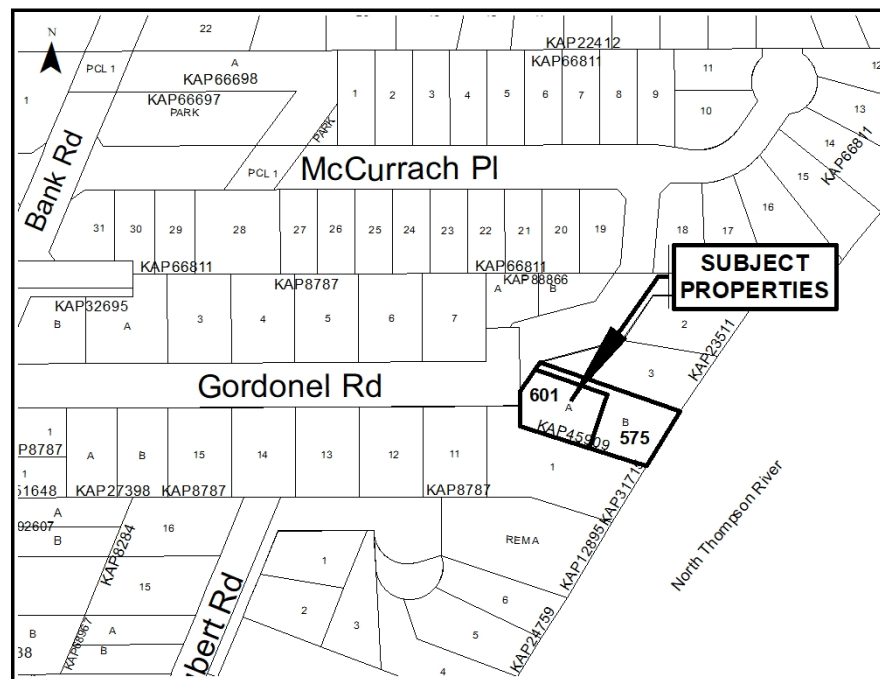 22
N
KAP22412
A
KAP66698
PCL 1
KAP66697
PARK
1
KAP66811
1
2
3
4
5
6
7
8
9
11
10
12
13
14
KAP66811
15
16
PARK
PCL 1
McCurrach Pl
Bank Rd
31
30
29
28
27
26
25
24
23
22
21
20
19
18
17
KAP66811
KAP66811
KAP88866
SUBJECT
PROPERTIES
KAP8787
A
B
KAP32695
B
A
3
4
5
6
7
2
KAP23511
3
Gordonel Rd
601
A
B
575
KAP45909
1
P8787
1
51648
A
B
KAP27398
15
KAP8787
14
13
12
11
KAP8787
1
KAP31715
North Thompson River
A
92607
B
KAP8284
16
REM A
KAP12895
15
1
2
3
6
5
4
KAP24759
bert Rd
B
38
KAP68967
A
B